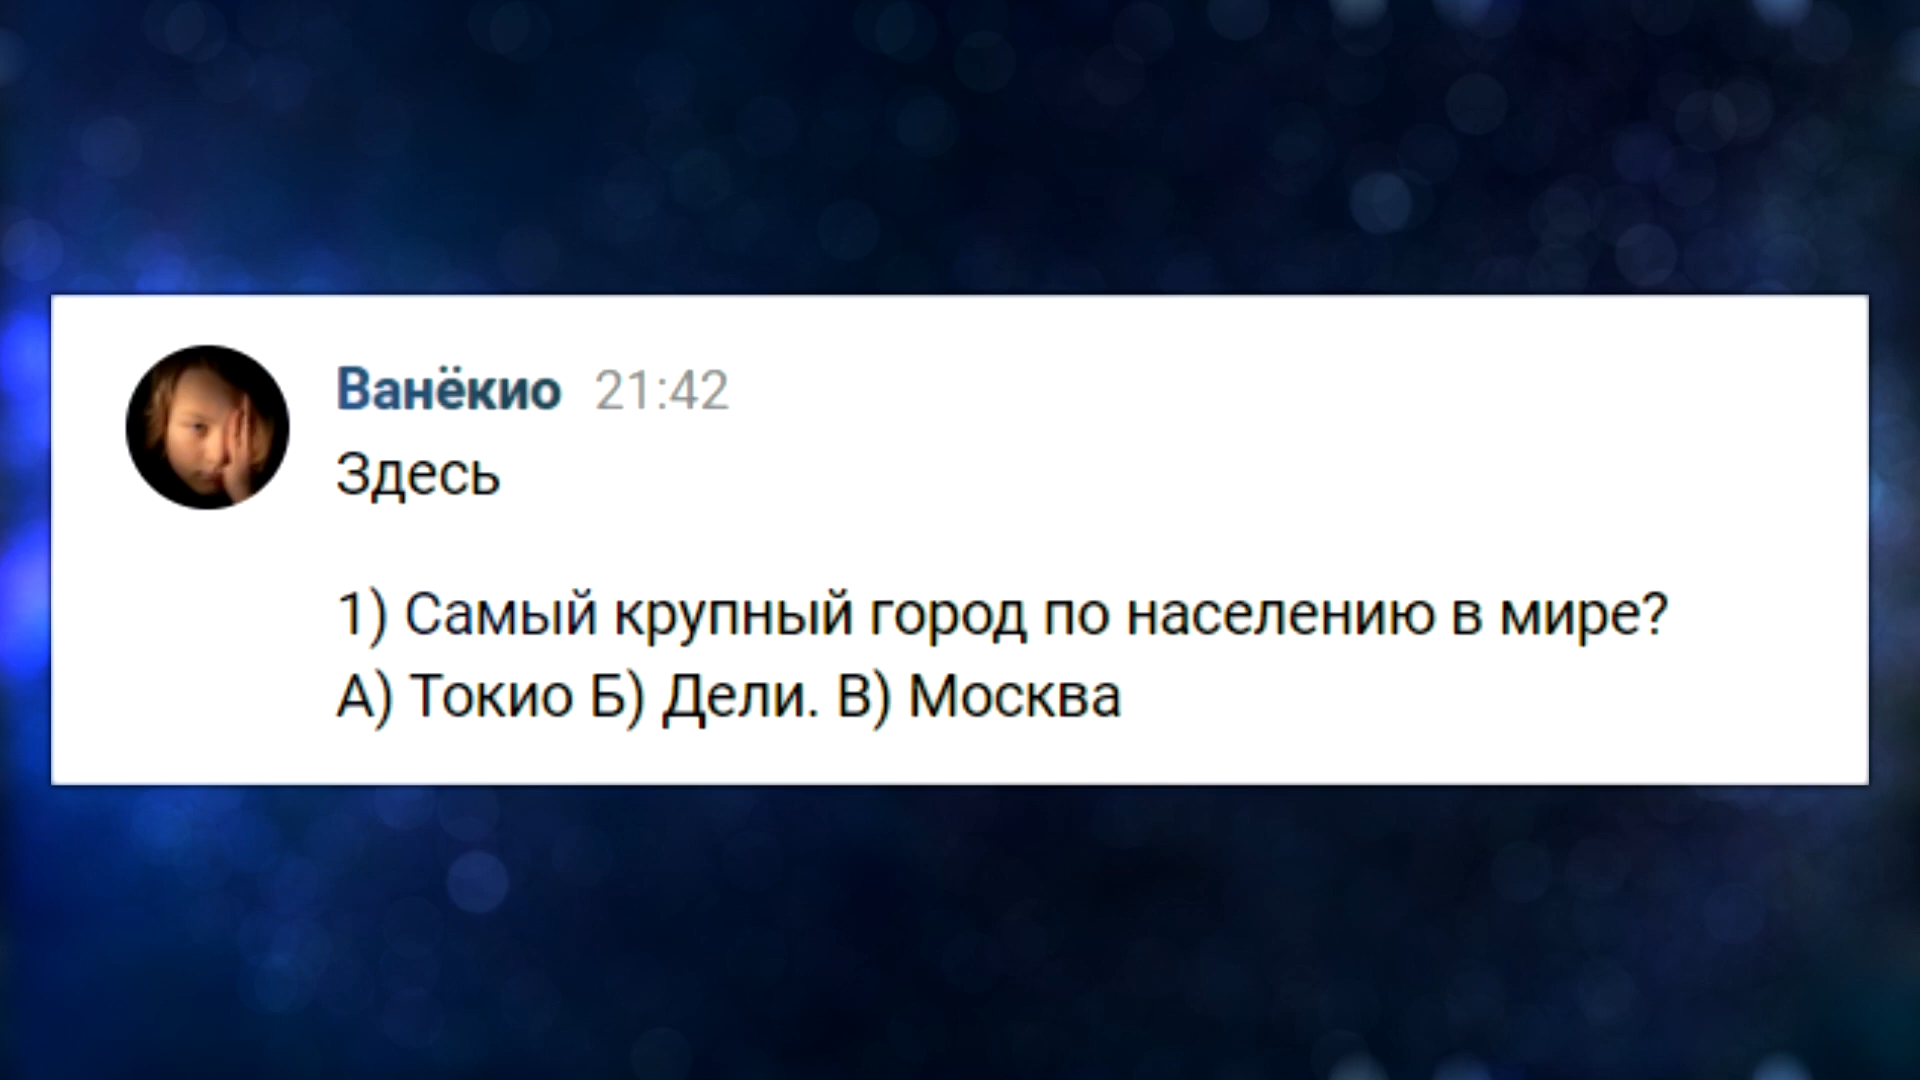 Ванёкио 21:42
Здесь
1) Самый крупный город по населению в мире?
А) Токио Б) Дели. В) Москва